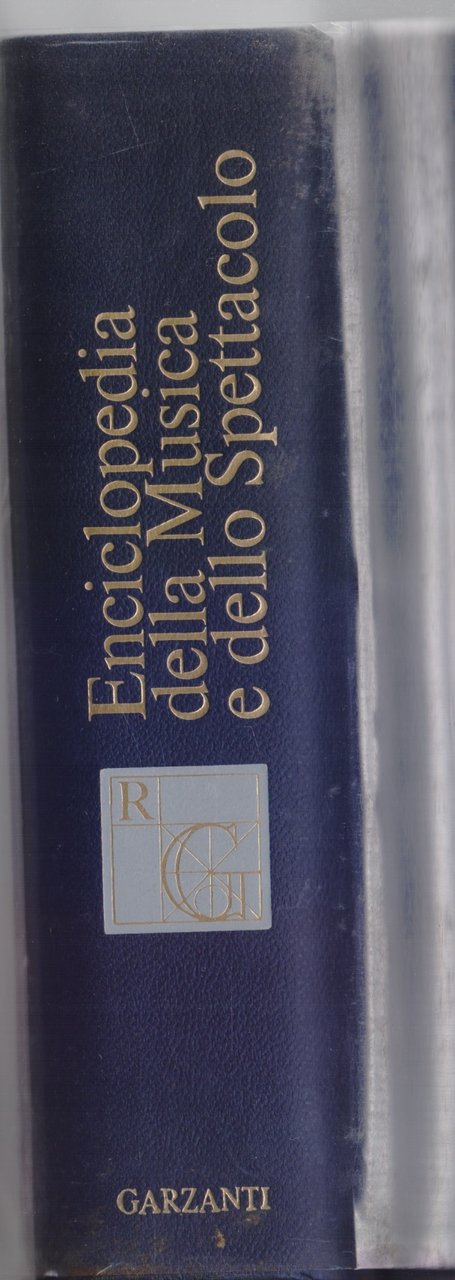 Enciclopedia
della Musica
e dello Spettacolo
R
G
GARZANTI